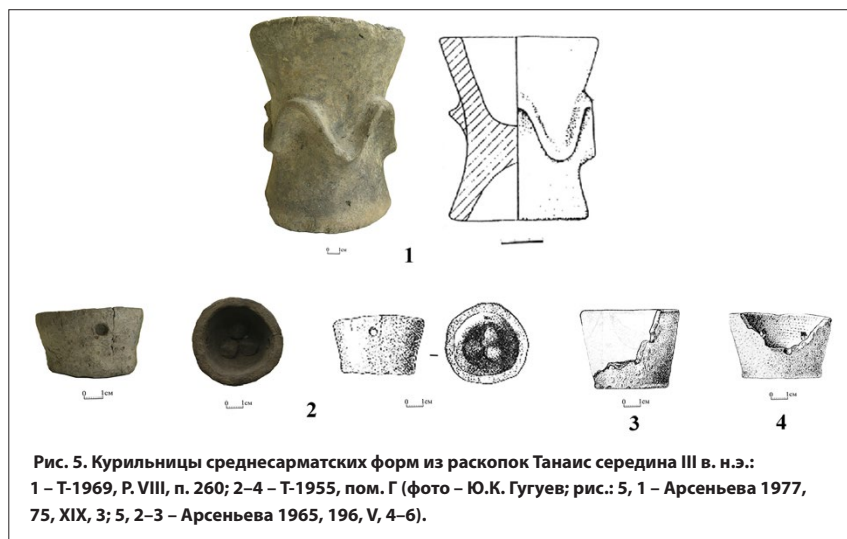 0 1см
1
0 1см
0 1см
2
0 1см
0 1см
3
0 1см
4
Рис. 5. Курильницы среднесарматских форм из раскопок Танаис середина III в. н.э.:
1 – Т-1969, Р. VIII, п. 260; 2–4 – Т-1955, пом. Г (фото – Ю.К. Гугуев; рис.: 5, 1 – Арсеньева 1977,
75, XIX, 3; 5, 2–3 – Арсеньева 1965, 196, V, 4–6).